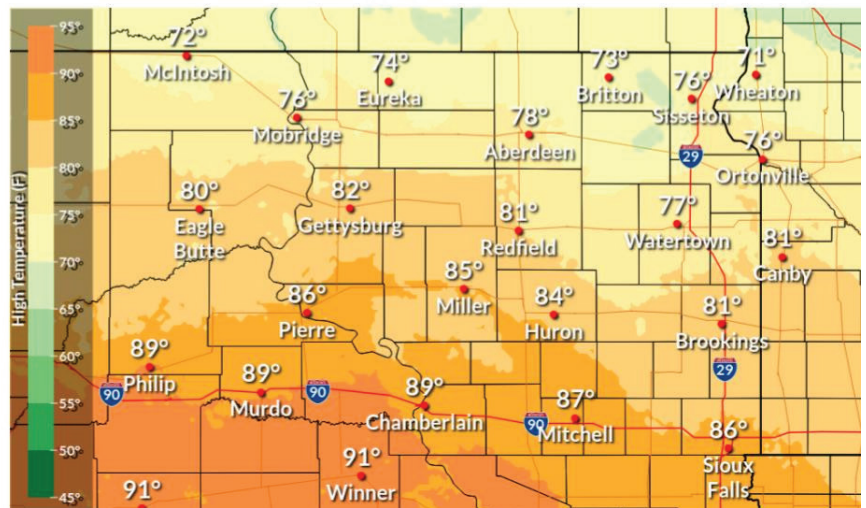 High Temperature (F)
95°
90°
85°
80°
75°
70°
65°
60°
55°
50°
45°
72°
McIntosh
74°
Eureka
76°
Mobridge
73°
Britton
76°
Sisseton
71°
Wheaton
78°
Aberdeen
29
76°
Ortonville
80°
Eagle
Butte
82°
Gettysburg
81°
Redfield
77°
Watertown
81°
Canby
86°
Pierre
85°
Miller
84°
Huron
81°
Brookings
89°
Philip
90
89°
Murdo
90
89°
Chamberlain
90
87°
Mitchell
29
86°
Sioux
Falls
91°
91°
Winner